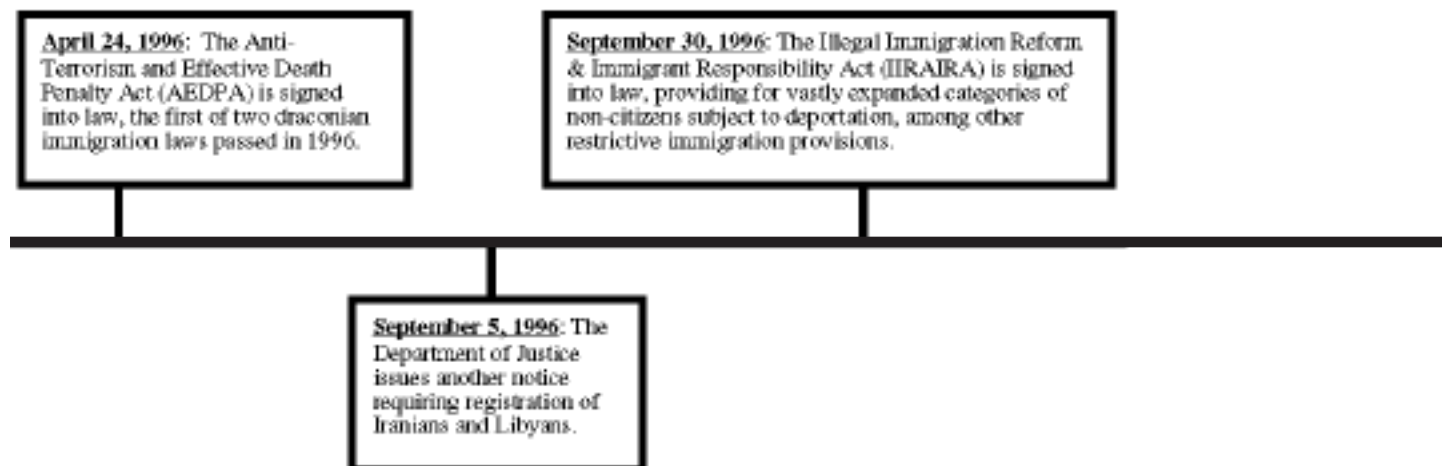 April 24, 1996: The Anti-
Terrorism and Effective Death
Penalty Act (AEDPA) is signed
into law, the first of two draconian
immigration laws passed in 1996.
September 30, 1996: The Illegal Immigration Reform
& Immigrant Responsibility Act (IIRAIRA) is signed
into law, providing for vastly expanded categories of
non-citizens subject to deportation, among other
restrictive immigration provisions.
September 5, 1996: The
Department of Justice
issues another notice
requiring registration of
Iranians and Libyans.